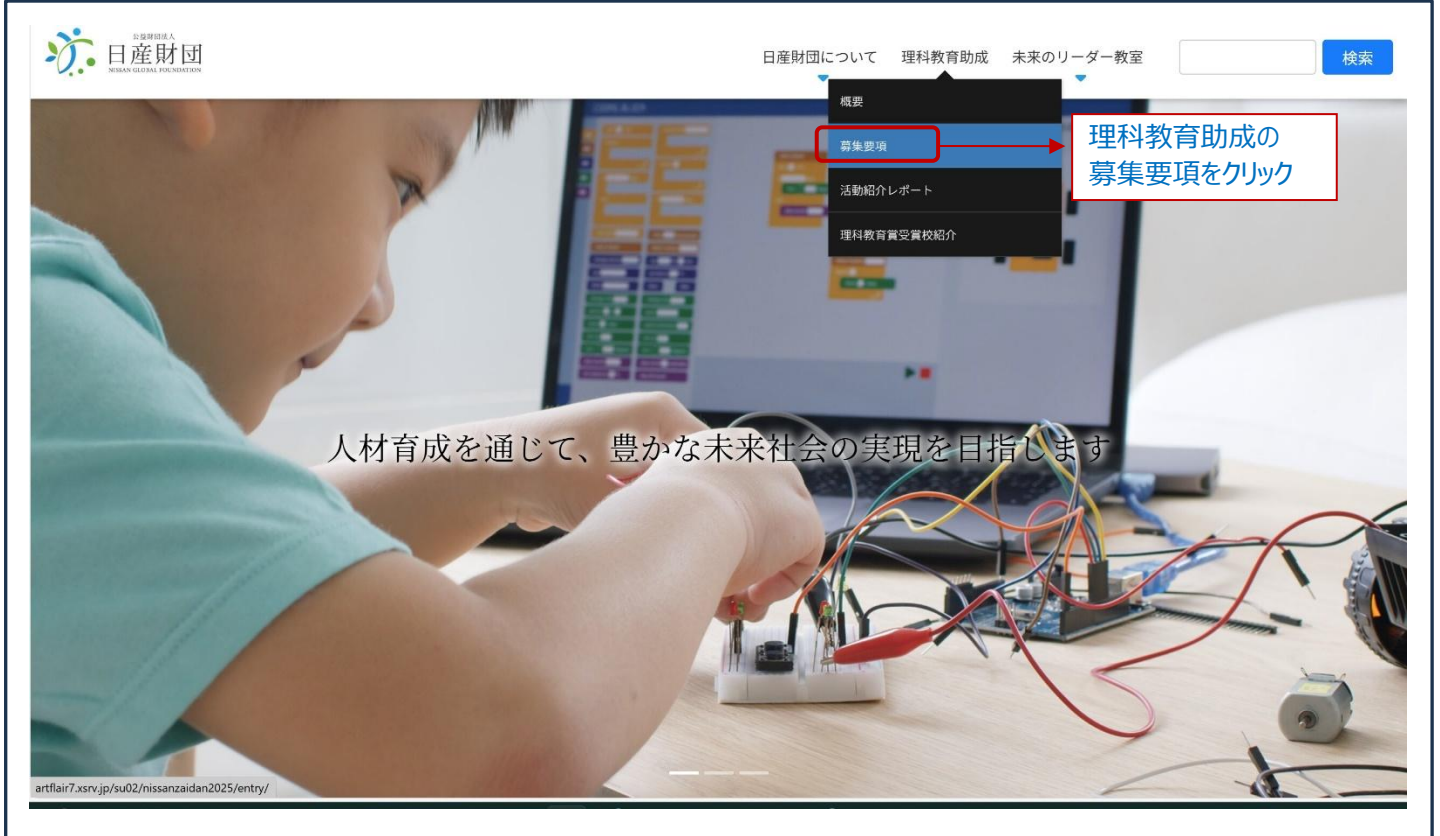 公益財団法人
日産財団
NISSAN GLOBAL FOUNDATION
日産財団について 理科教育助成 未来のリーダー教室 検索
概要
募集要項
活動紹介レポート
理科教育賞受賞校紹介
理科教育助成の
募集要項をクリック
人材育成を通じて、豊かな未来社会の実現を目指します
artflair7.xsrv.jp/su02/nissanzaidan2025/entry/